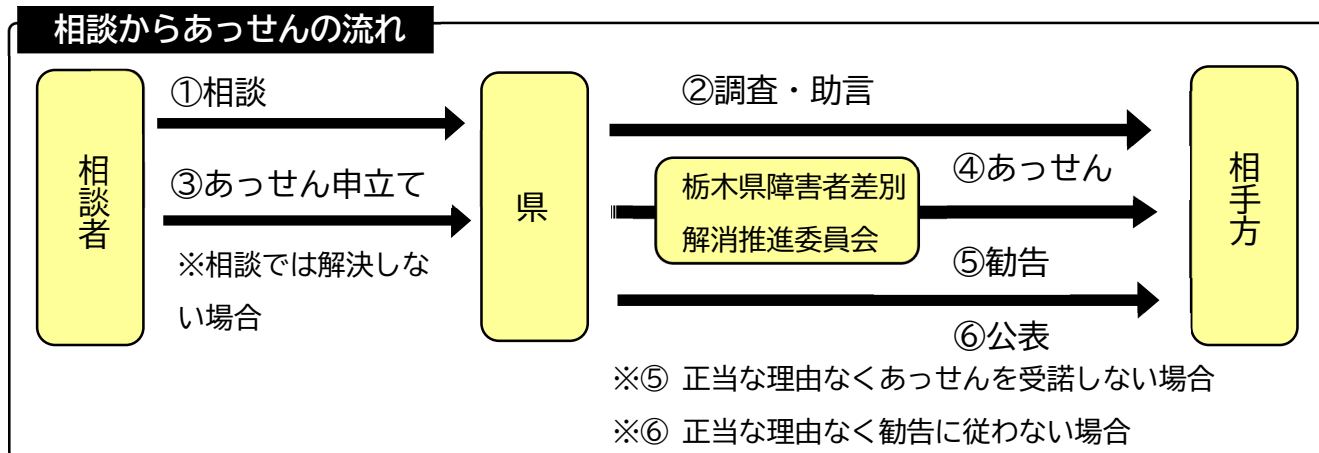 相談からあっせんの流れ
相談者
①相談
③あっせん申立て
※相談では解決しな
い場合
県
②調査・助言
栃木県障害者差別
解消推進委員会
④あっせん
⑤勧告
⑥公表
相手方
※⑤ 正当な理由なくあっせんを受諾しない場合
※⑥ 正当な理由なく勧告に従わない場合